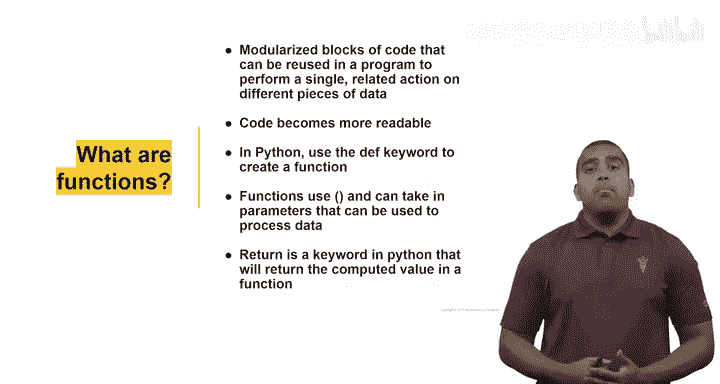 What are
functions?
● Modularized blocks of code that
can be reused in a program to
perform a single, related action on
different pieces of data
● Code becomes more readable
● In Python, use the def keyword to
create a function
● Functions use () and can take in
parameters that can be used to
process data
● Return is a keyword in python that
will return the computed value in a
function